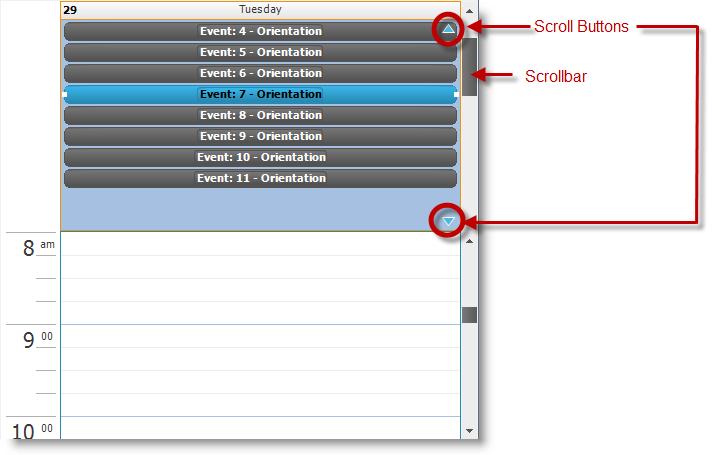 29 Tuesday
Event: 4 - Orientation
Scroll Buttons
Event: 5 - Orientation
Event: 6 - Orientation
Scrollbar
Event: 7 - Orientation
Event: 8 - Orientation
Event: 9 - Orientation
Event: 10 - Orientation
Event: 11 - Orientation
8 am
9 00
10 00